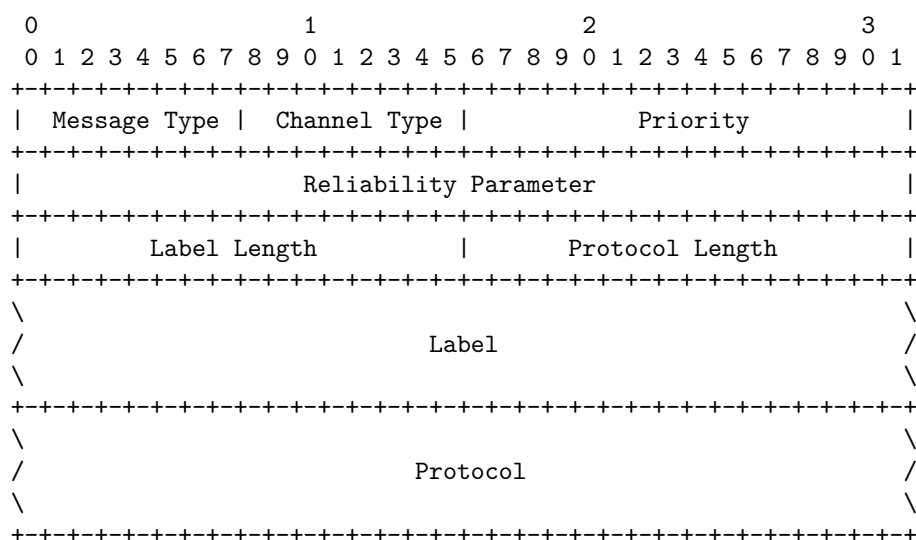 0                   1                   2                   3
0 1 2 3 4 5 6 7 8 9 0 1 2 3 4 5 6 7 8 9 0 1 2 3 4 5 6 7 8 9 0 1
+-+-+-+-+-+-+-+-+-+-+-+-+-+-+-+-+-+-+-+-+-+-+-+-+-+-+-+-+-+-+-+-+
|  Message Type |  Channel Type |            Priority           |
+-+-+-+-+-+-+-+-+-+-+-+-+-+-+-+-+-+-+-+-+-+-+-+-+-+-+-+-+-+-+-+-+
|                    Reliability Parameter                      |
+-+-+-+-+-+-+-+-+-+-+-+-+-+-+-+-+-+-+-+-+-+-+-+-+-+-+-+-+-+-+-+-+
|         Label Length          |       Protocol Length         |
+-+-+-+-+-+-+-+-+-+-+-+-+-+-+-+-+-+-+-+-+-+-+-+-+-+-+-+-+-+-+-+-+
\                                                               \
/                             Label                             /
\                                                               \
+-+-+-+-+-+-+-+-+-+-+-+-+-+-+-+-+-+-+-+-+-+-+-+-+-+-+-+-+-+-+-+-+
\                                                               \
/                            Protocol                           /
\                                                               \
+-+-+-+-+-+-+-+-+-+-+-+-+-+-+-+-+-+-+-+-+-+-+-+-+-+-+-+-+-+-+-+-+